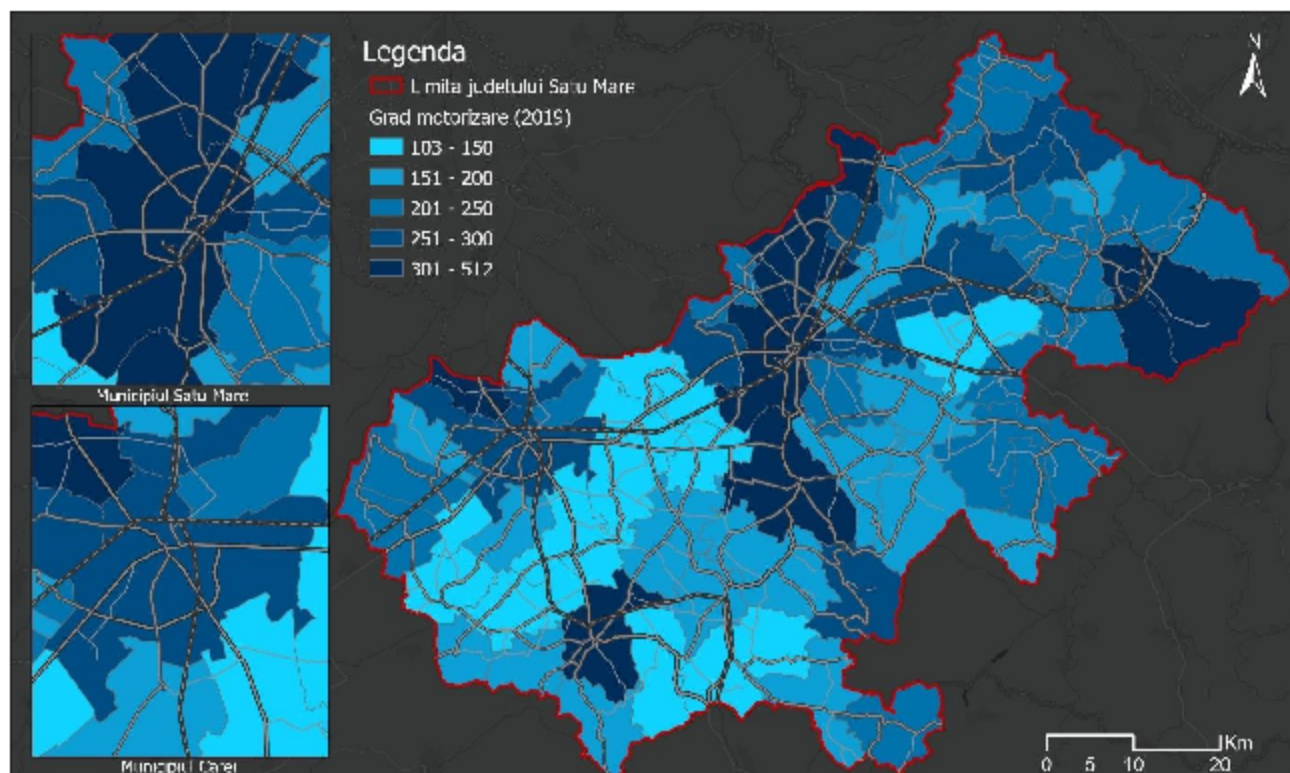 Legenda
Limita judetului Satu Mare
Grad motorizare (2019)
103 - 150
151 - 200
201 - 250
251 - 300
301 - 512
N
Municipiul Satu Mare
Municipiul Carei
Km
0 5 10 20